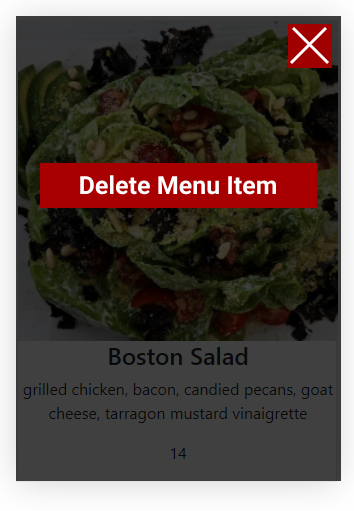 Delete Menu Item
Boston Salad
grilled chicken, bacon, candied pecans, goat
cheese, tarragon mustard vinaigrette
14